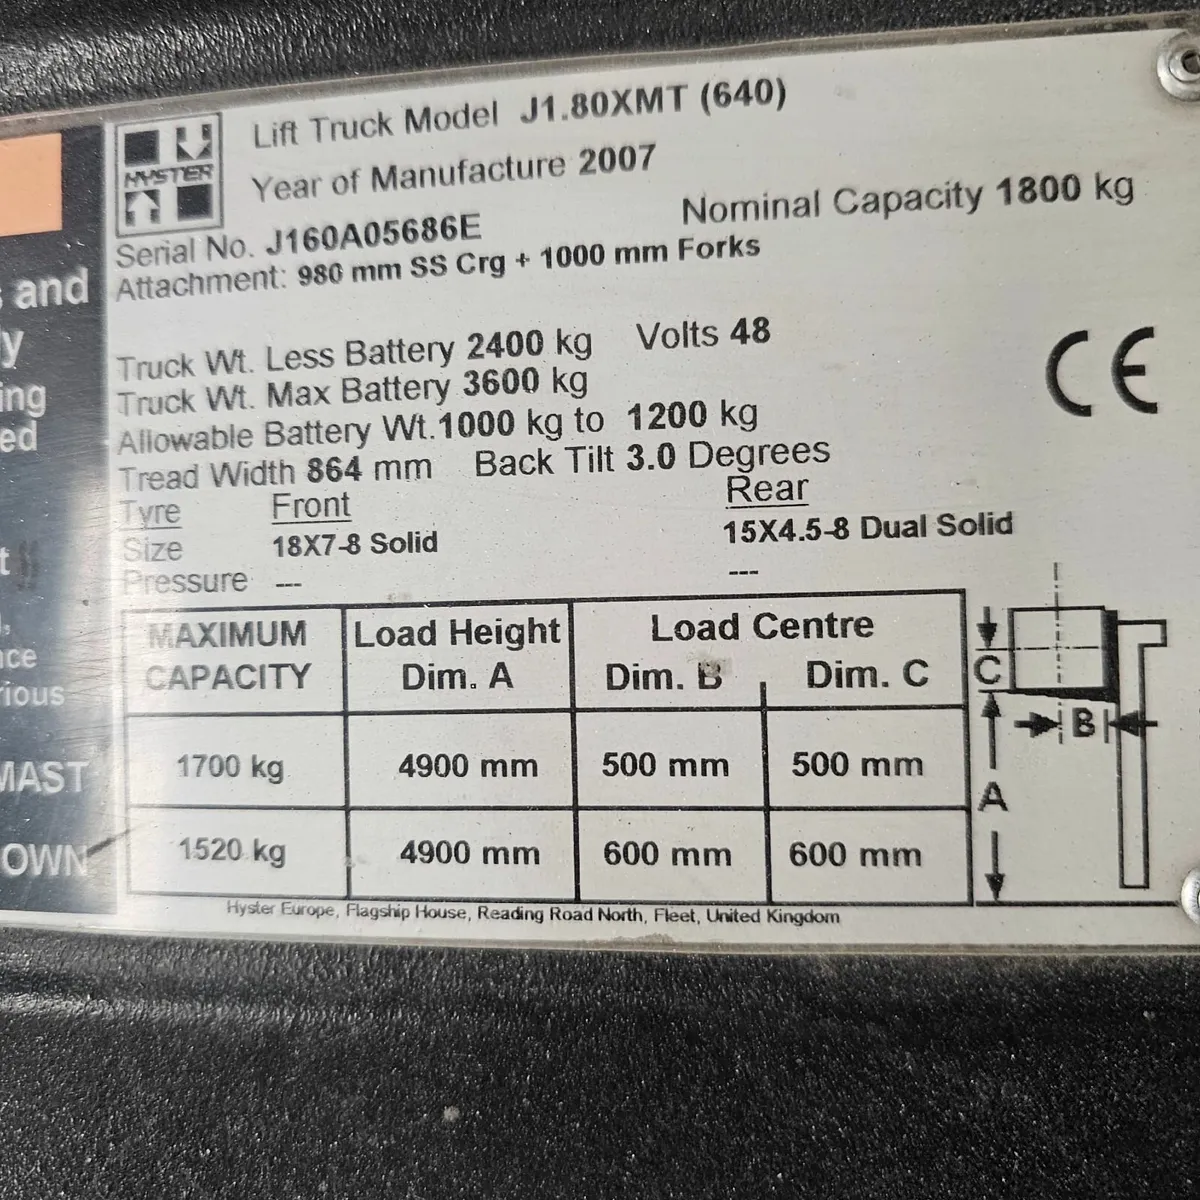 HYSTER
Lift Truck Model J1.80XMT (640)
Year of Manufacture 2007
Nominal Capacity 1800 kg
Serial No. J160A05686E
Attachment: 980 mm SS Crg + 1000 mm Forks
Truck Wt. Less Battery 2400 kg Volts 48
Truck Wt. Max Battery 3600 kg
Allowable Battery Wt. 1000 kg to 1200 kg
CE
Tread Width 864 mm Back Tilt 3.0 Degrees
Tyre Front Rear
Size 18X7-8 Solid 15X4.5-8 Dual Solid
Pressure --- ---
MAXIMUM CAPACITY
Load Height
Dim. A
Load Centre
Dim. B Dim. C
1700 kg 4900 mm 500 mm 500 mm
1520 kg 4900 mm 600 mm 600 mm
C
B
A
Hyster Europe, Flagship House, Reading Road North, Fleet, United Kingdom
and
MAST